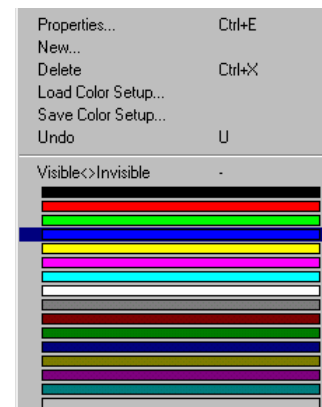 Properties... Ctrl+E
New...
Delete Ctrl+X
Load Color Setup...
Save Color Setup...
Undo U
Visible<>Invisible -